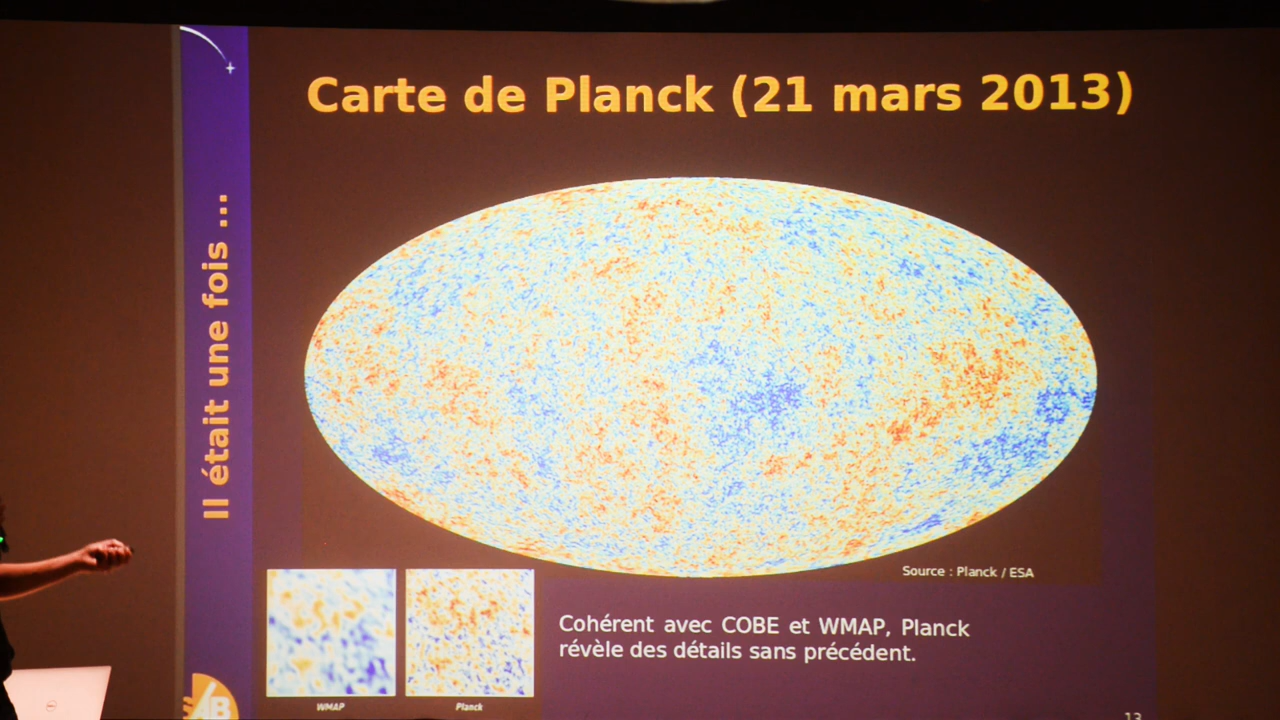 Carte de Planck (21 mars 2013)
Il était une fois ...
Source : Planck / ESA
Cohérent avec COBE et WMAP, Planck
révèle des détails sans précédent.
WMAP
Planck
13